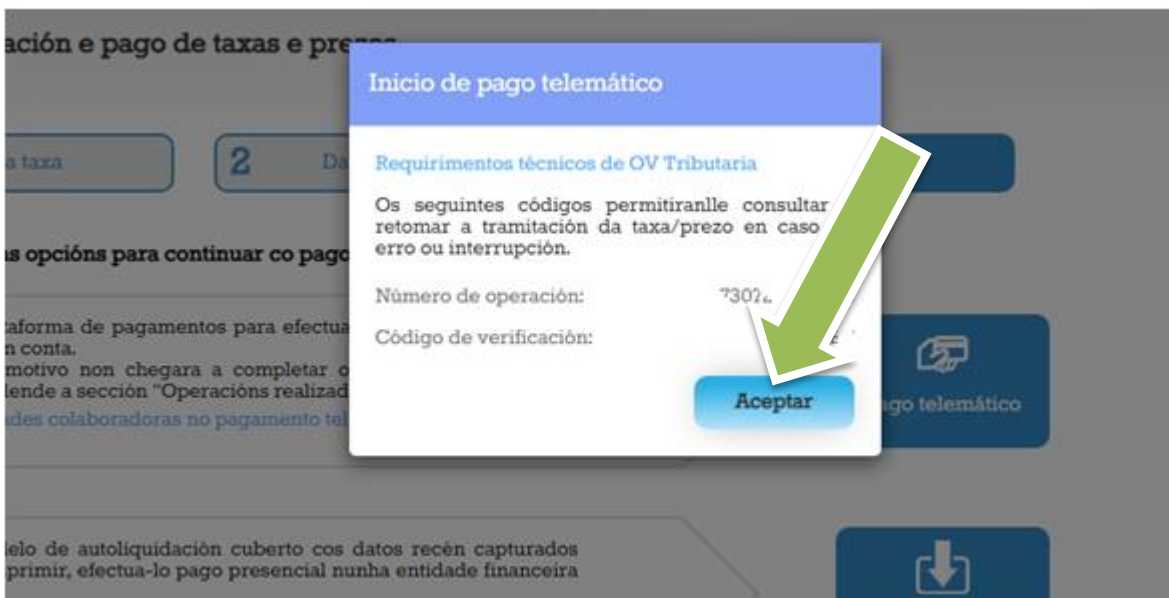 ación e pago de taxas e prezos
Inicio de pago telemático
a taxa
2 Da
Requirimentos técnicos de OV Tributaria
Os seguintes códigos permitiranlle consultar
retomar a tramitación da taxa/prezo en caso
erro ou interrupción.
Número de operación:
Código de verificación:
Aceptar
as opcións para continuar co pago
taforma de pagamentos para efectua
n conta.
motivo non chegara a completar o
tende a sección "Operacións realizad
ades colaboradoras no pagamento tel
go telemático
delo de autoliquidación cuberto cos datos recén capturados
primir, efectua-lo pago presencial nunha entidade financeira